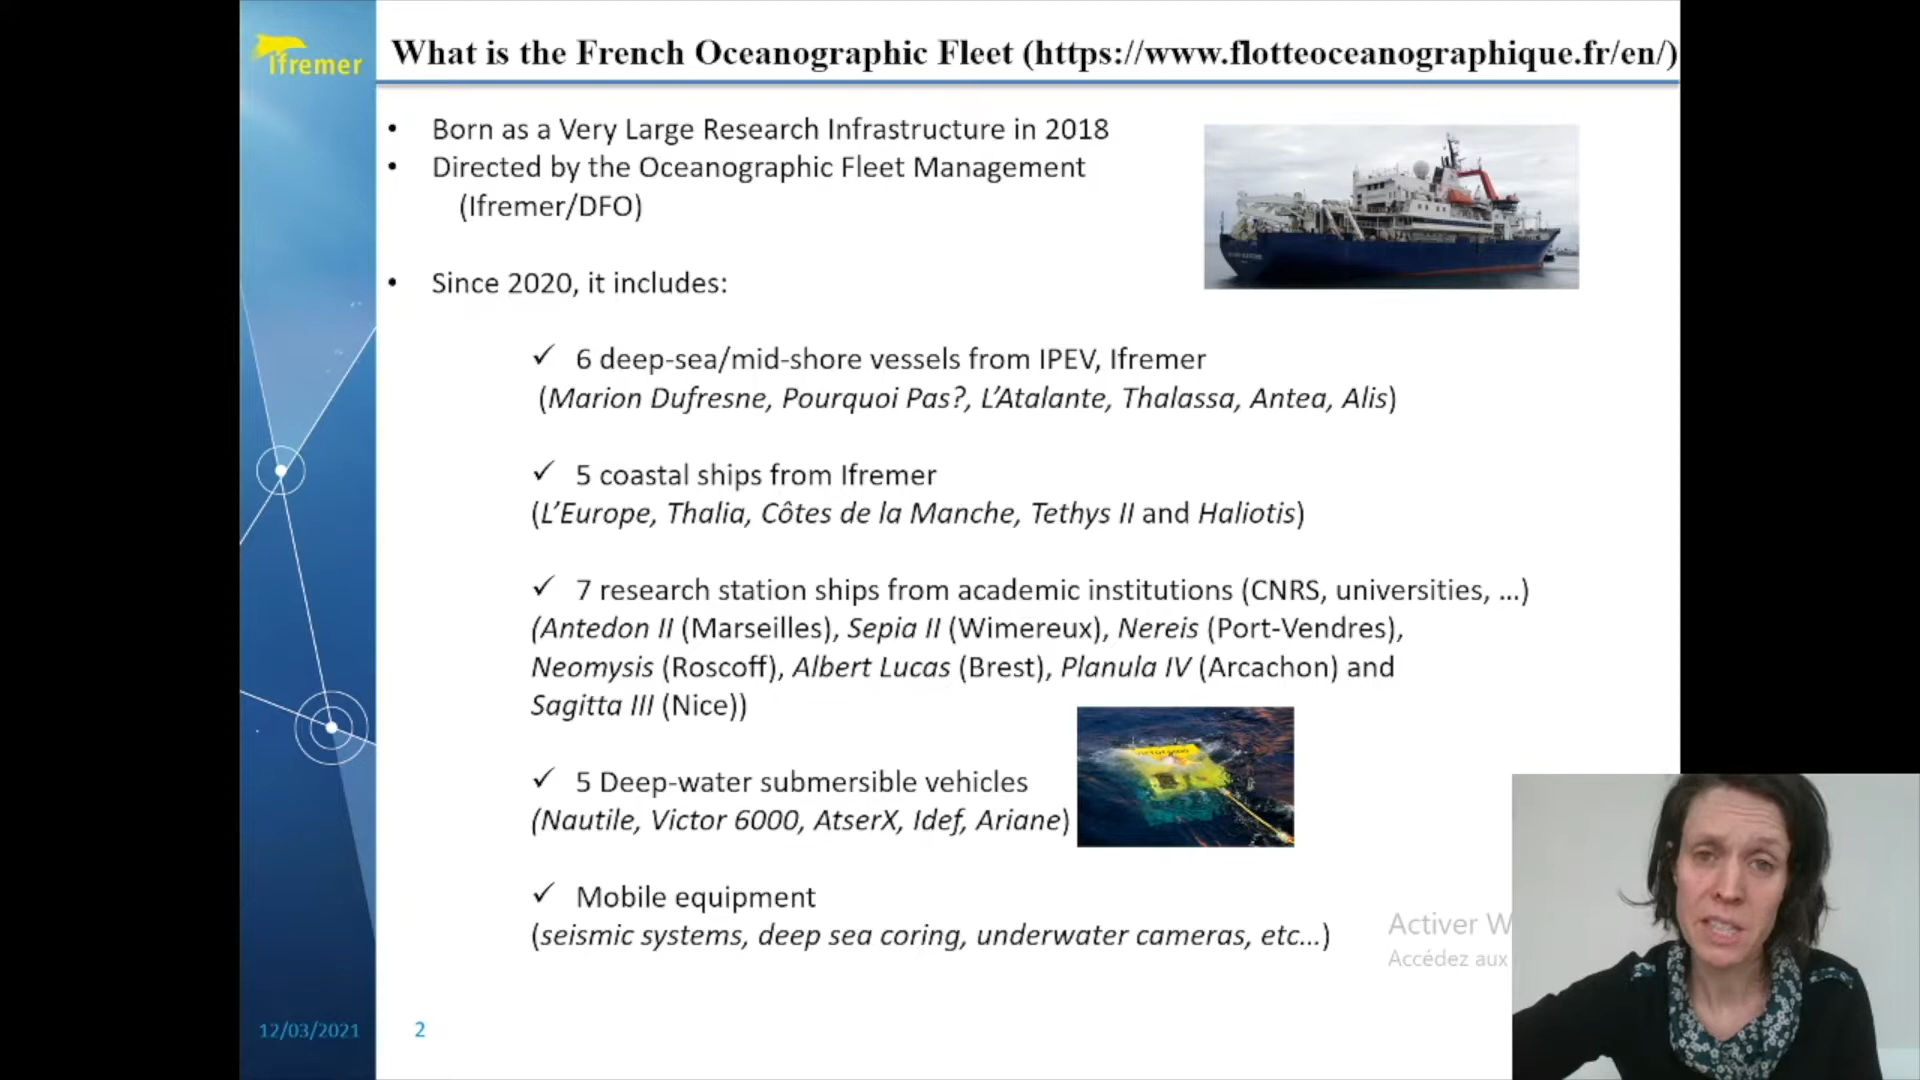 Ifremer
What is the French Oceanographic Fleet (https://www.flotteoceanographique.fr/en/)
• Born as a Very Large Research Infrastructure in 2018
• Directed by the Oceanographic Fleet Management
(Ifremer/DFO)
• Since 2020, it includes:
✓ 6 deep-sea/mid-shore vessels from IPEV, Ifremer
(Marion Dufresne, Pourquoi Pas?, L’Atalante, Thalassa, Antea, Alis)
✓ 5 coastal ships from Ifremer
(L’Europe, Thalia, Côtes de la Manche, Tethys II and Haliotis)
✓ 7 research station ships from academic institutions (CNRS, universities, …)
(Antedon II (Marseilles), Sepia II (Wimereux), Nereis (Port-Vendres),
Neomysis (Roscoff), Albert Lucas (Brest), Planula IV (Arcachon) and
Sagitta III (Nice))
✓ 5 Deep-water submersible vehicles
(Nautile, Victor 6000, AtserX, Idef, Ariane)
✓ Mobile equipment
(seismic systems, deep sea coring, underwater cameras, etc…)
Activer W
Accédez aux
12/03/2021
2